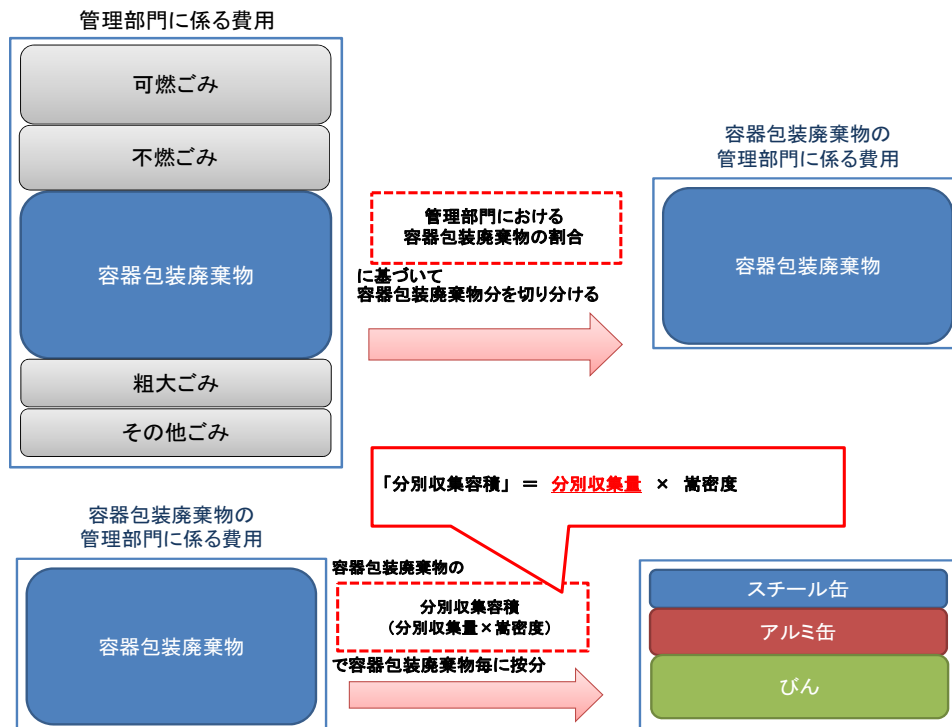 管理部門に係る費用
可燃ごみ
不燃ごみ
容器包装廃棄物
粗大ごみ
その他ごみ
管理部門における
容器包装廃棄物の割合
に基づいて
容器包装廃棄物分を切り分ける
容器包装廃棄物の
管理部門に係る費用
容器包装廃棄物
「分別収集容積」 ＝ 分別収集量 × 嵩密度
容器包装廃棄物の
管理部門に係る費用
容器包装廃棄物
容器包装廃棄物の
分別収集容積
（分別収集量×嵩密度）
で容器包装廃棄物毎に按分
スチール缶
アルミ缶
びん